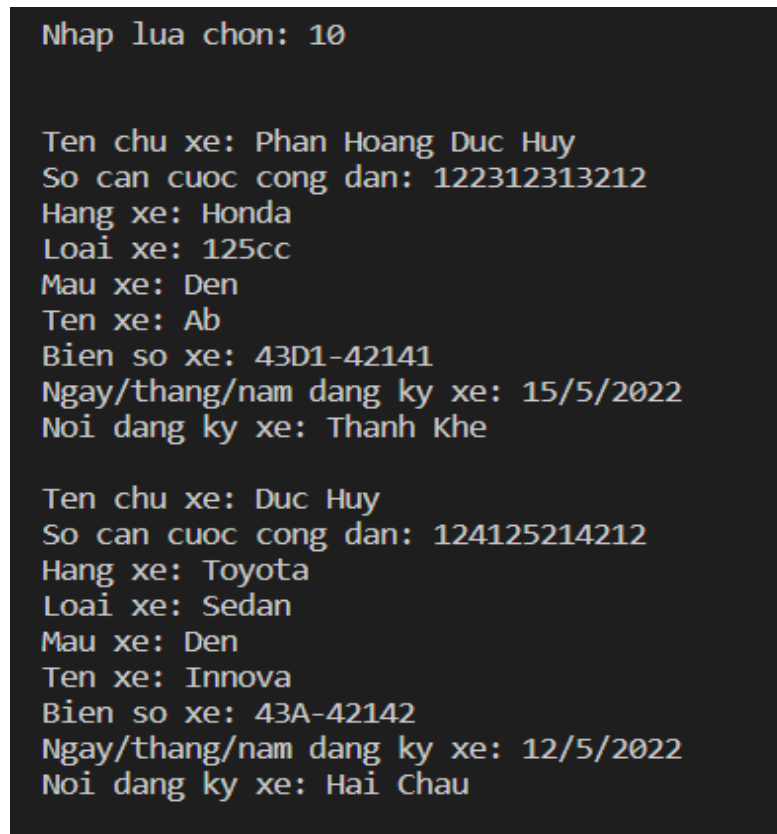 Nhap lua chon: 10
Ten chu xe: Phan Hoang Duc Huy
So can cuoc cong dan: 122312313212
Hang xe: Honda
Loai xe: 125cc
Mau xe: Den
Ten xe: Ab
Bien so xe: 43D1-42141
Ngay/thang/nam dang ky xe: 15/5/2022
Noi dang ky xe: Thanh Khe
Ten chu xe: Duc Huy
So can cuoc cong dan: 124125214212
Hang xe: Toyota
Loai xe: Sedan
Mau xe: Den
Ten xe: Innova
Bien so xe: 43A-42142
Ngay/thang/nam dang ky xe: 12/5/2022
Noi dang ky xe: Hai Chau